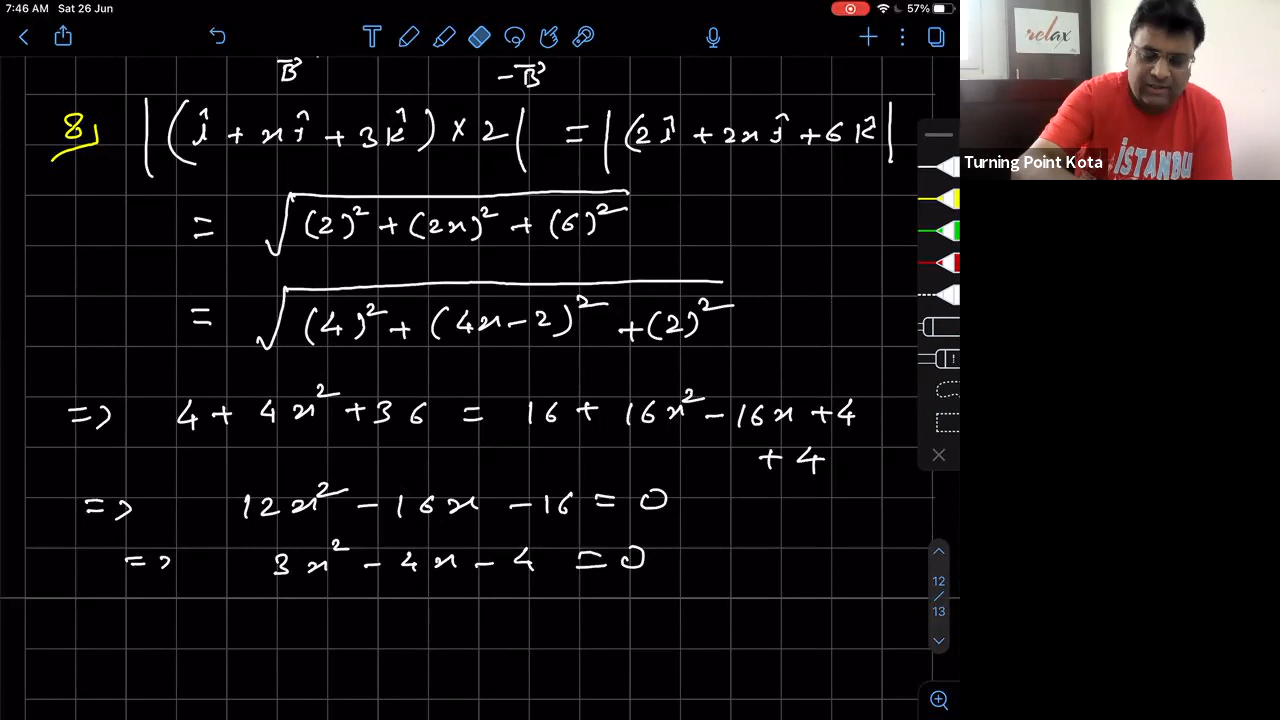 7:46 AM Sat 26 Jun
57%
relax
B⃗
-B⃗
8, |(î + xĵ + 3k̂) × 2| = |(2î + 2xĵ + 6k̂|
= √((2)² + (2x)² + (6)²)
= √((4)² + (4x-2)² + (2)²)
=> 4 + 4x² + 36 = 16 + 16x² - 16x + 4
+ 4
=> 12x² - 16x - 16 = 0
=> 3x² - 4x - 4 = 0
Turning Point Kota
İSTANBU
12
/
13